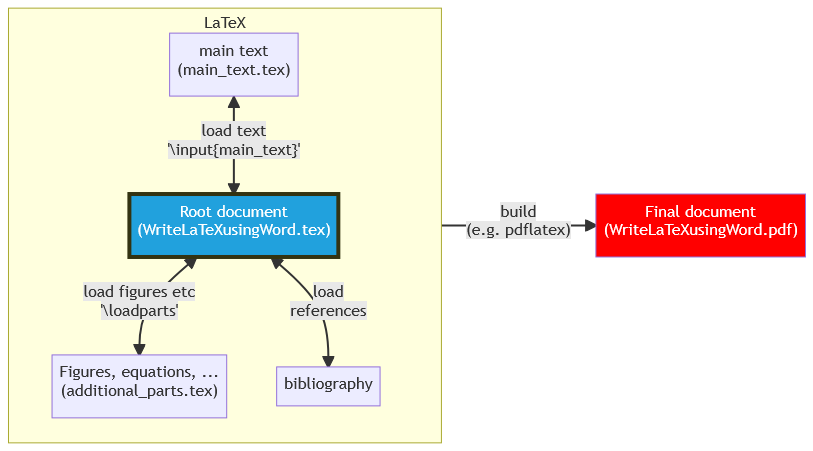 LaTeX
main text
(main_text.tex)
load text
'\input{main_text}'
Root document
(WriteLaTeXusingWord.tex)
build
(e.g. pdflatex)
Final document
(WriteLaTeXusingWord.pdf)
load figures etc
'\loadparts'
load
references
Figures, equations, ...
(additional_parts.tex)
bibliography